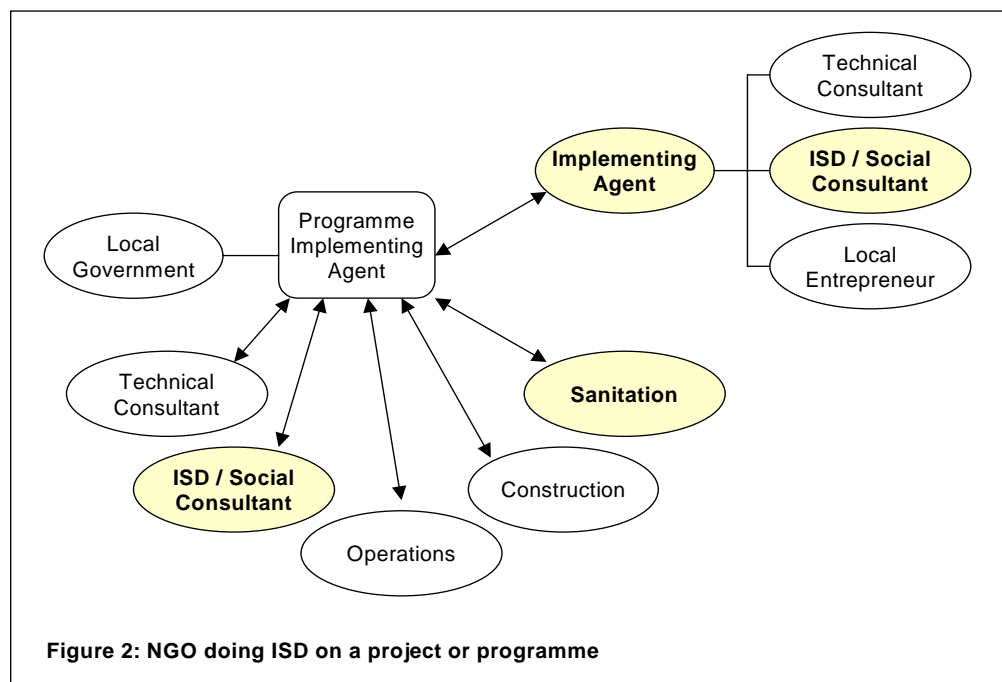 Technical
Consultant
Implementing
Agent
ISD / Social
Consultant
Local
Entrepreneur
Programme
Implementing
Agent
Local
Government
Technical
Consultant
ISD / Social
Consultant
Operations
Construction
Sanitation
Figure 2: NGO doing ISD on a project or programme